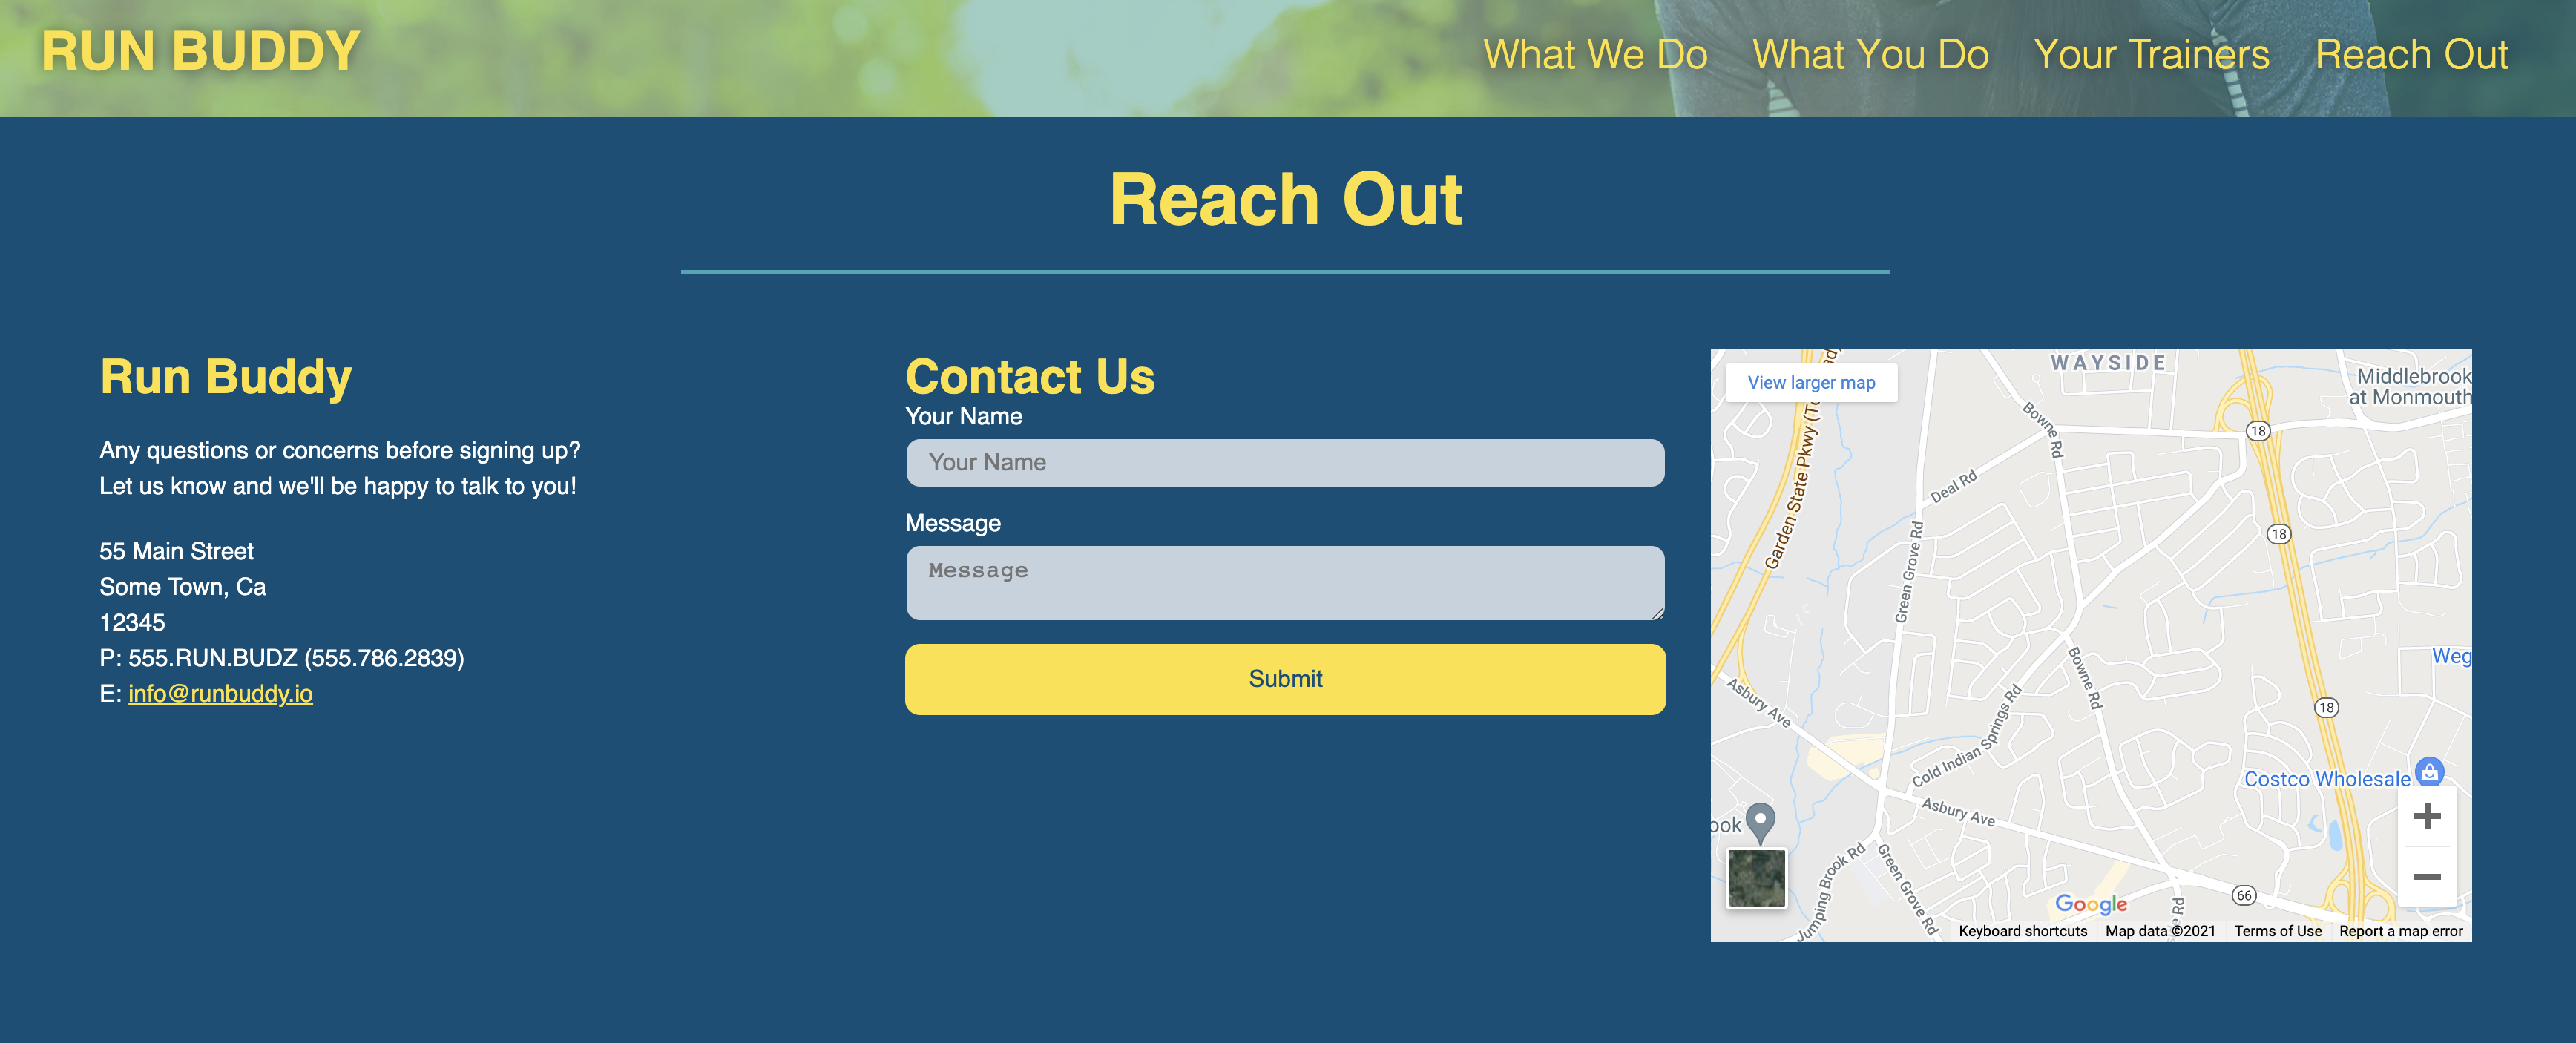 RUN BUDDY
What We Do What You Do Your Trainers Reach Out
Reach Out
Run Buddy
Any questions or concerns before signing up?
Let us know and we'll be happy to talk to you!
55 Main Street
Some Town, Ca
12345
P: 555.RUN.BUDZ (555.786.2839)
E: info@runbuddy.io
Contact Us
Your Name
Your Name
Message
Message
Submit
View larger map
WAYSIDE
Middlebrook
at Monmouth
Garden State Pkwy
Bowne Rd
18
Deal Rd
18
Green Grove Rd
Weg
Bowne Rd
18
Asbury Ave
Cold Indian Springs Rd
Costco Wholesale
Asbury Ave
ook
Jumping Brook Rd
Green Grove Rd
66
Google
Keyboard shortcuts Map data ©2021 Terms of Use Report a map error